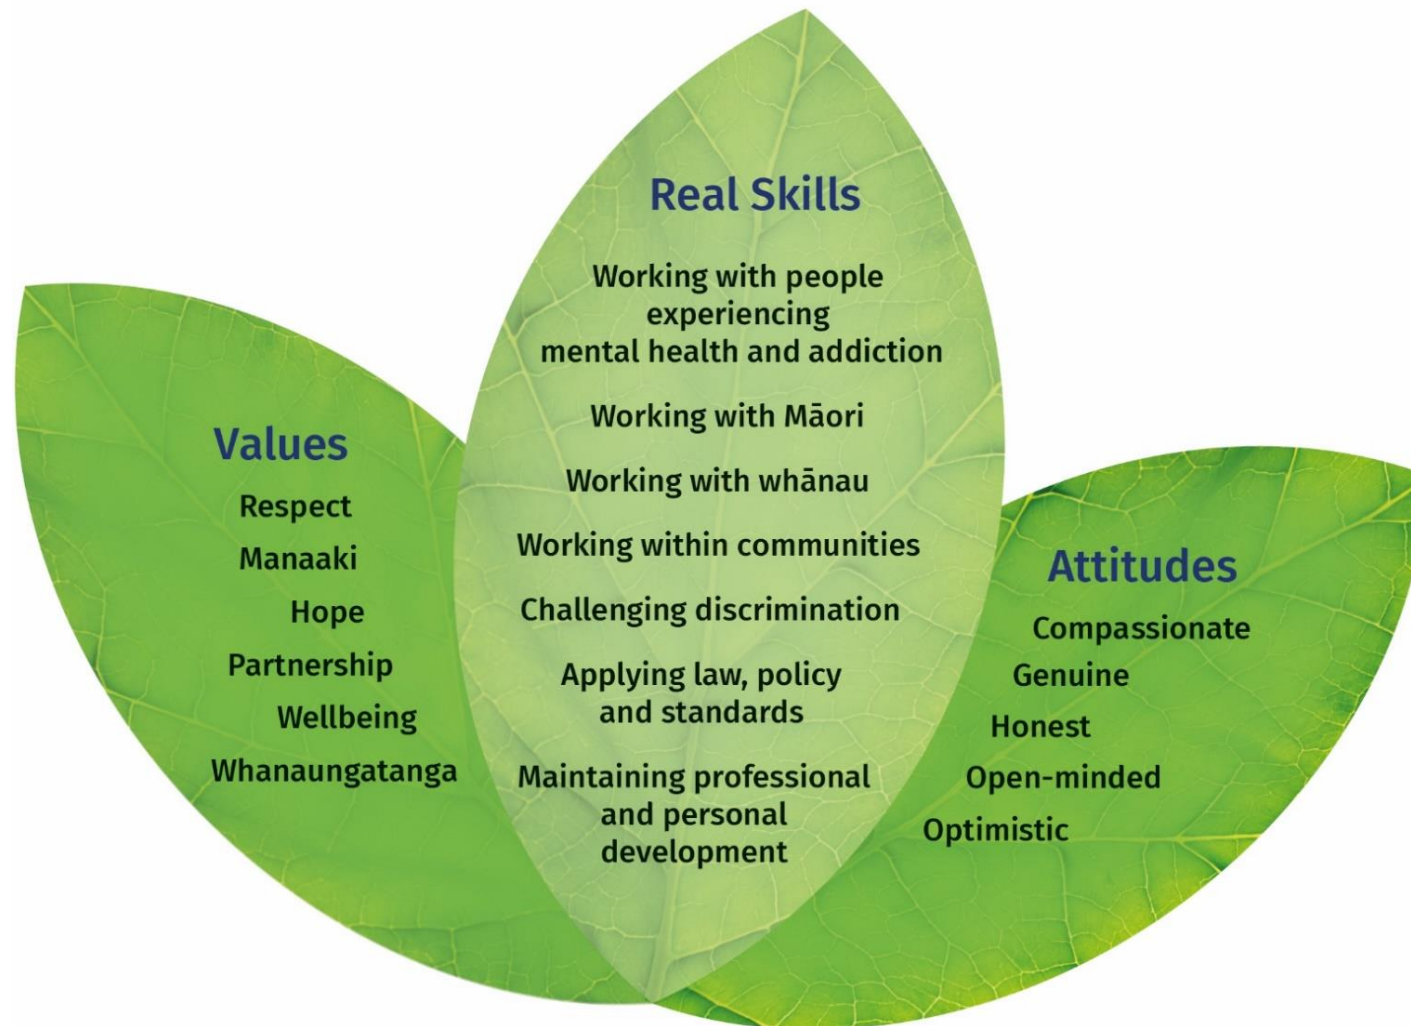 Values
Respect
Manaaki
Hope
Partnership
Wellbeing
Whanaungatanga
Real Skills
Working with people
experiencing
mental health and addiction
Working with Māori
Working with whānau
Working within communities
Challenging discrimination
Applying law, policy
and standards
Maintaining professional
and personal
development
Attitudes
Compassionate
Genuine
Honest
Open-minded
Optimistic